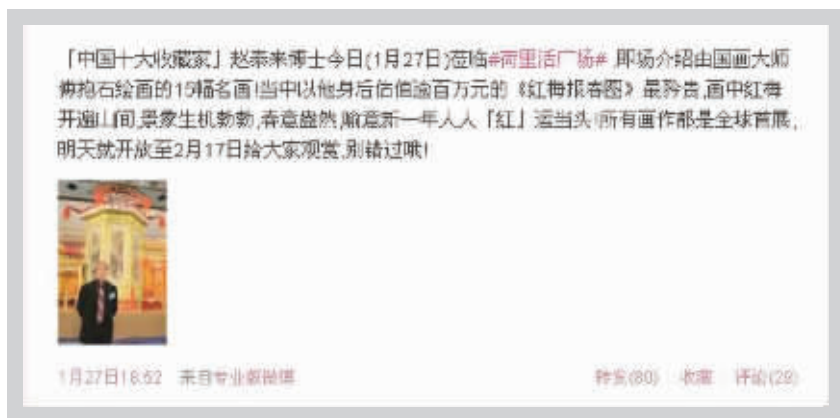 「中国十大收藏家」赵泰来博士今日(1月27日)莅临#荷里活广场# 即场介绍由国画大师
傅抱石绘画的15幅名画!当中以他身后估值逾百万元的《红梅报春图》最矜贵,画中红梅
开遍山间,景象生机勃勃,春意盎然,喻意新一年人人「红」运当头!所有画作都是全球首展,
明天就开放至2月17日给大家观赏,别错过哦!
1月27日18:52 来自专业版微博 转发(80) 收藏 评论(29)